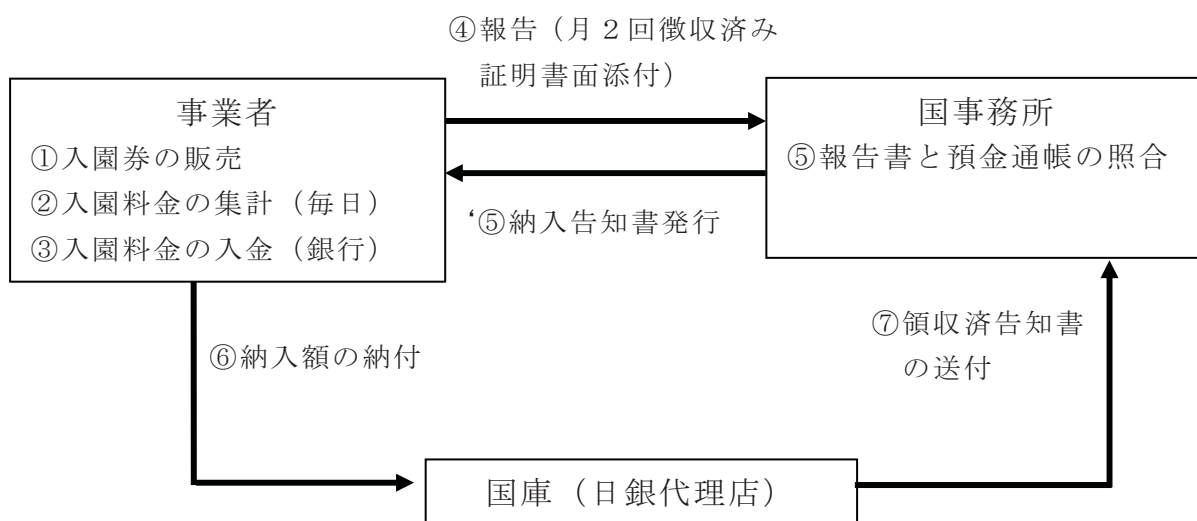 ④報告（月２回徴収済み
証明書面添付）
事業者
①入園券の販売
②入園料金の集計（毎日）
③入園料金の入金（銀行）
国事務所
⑤報告書と預金通帳の照合
‘⑤納入告知書発行
⑥納入額の納付
⑦領収済告知書
の送付
国庫（日銀代理店）